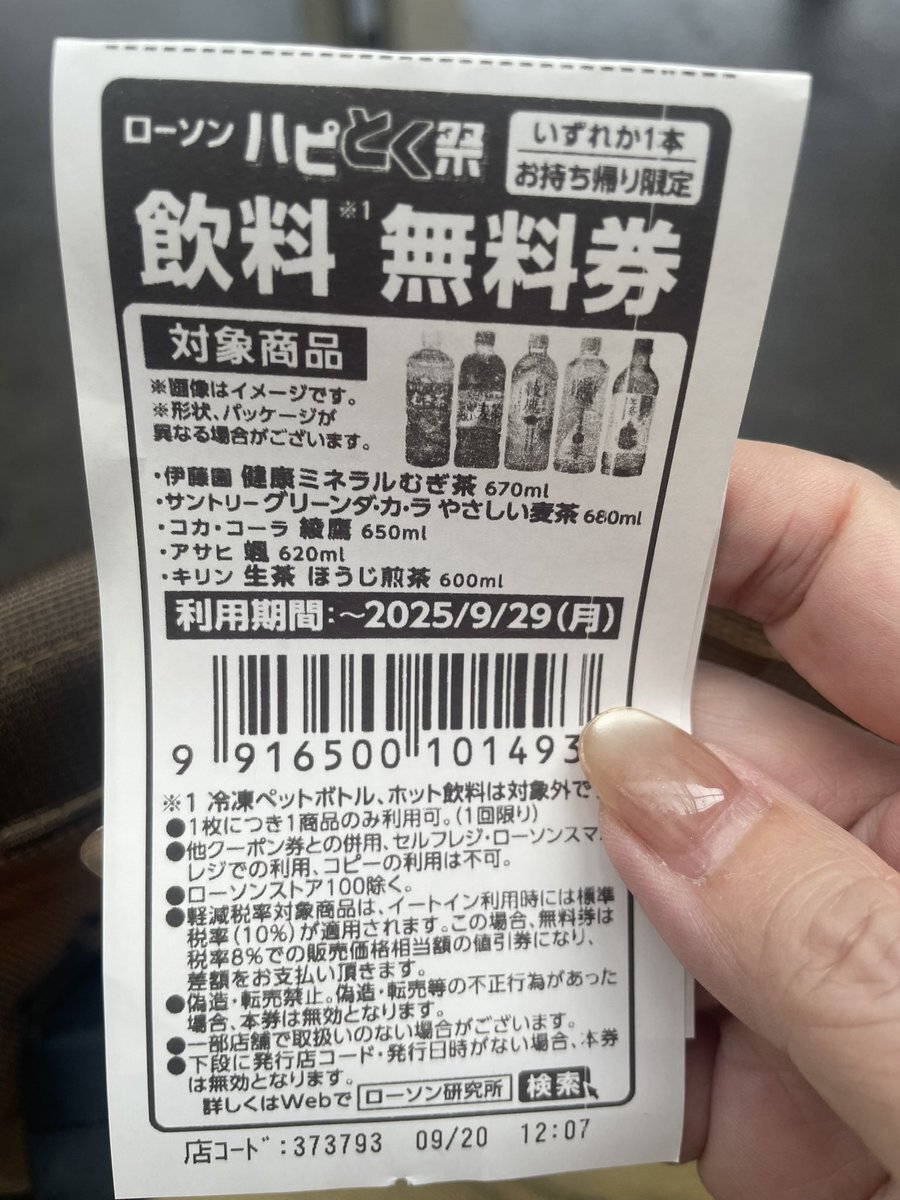 ローソン ハピとく祭
いずれか1本
お持ち帰り限定
飲料※1 無料券
対象商品
※画像はイメージです。
※形状、パッケージが
異なる場合がございます。
・伊藤園 健康ミネラルむぎ茶 670ml
・サントリー グリーンダ・カ・ラ やさしい麦茶 680ml
・コカ・コーラ 綾鷹 650ml
・アサヒ 颯 620ml
・キリン 生茶 ほうじ煎茶 600ml
利用期間:~2025/9/29(月)
9 916500 101493
※1 冷凍ペットボトル、ホット飲料は対象外で
●1枚につき1商品のみ利用可。(1回限り)
●他クーポン券との併用、セルフレジ・ローソンスマ
レジでの利用、コピーの利用は不可。
●ローソンストア100除く。
●軽減税率対象商品は、イートイン利用時には標準
税率(10%)が適用されます。この場合、無料券は
税率8%での販売価格相当額の値引券になり、
差額をお支払い頂きます。
●偽造・転売禁止。偽造・転売等の不正行為があった
場合、本券は無効となります。
●一部店舗で取扱いのない場合がございます。
●下段に発行店コード・発行日時がない場合、本券
は無効となります。
詳しくはWebで ローソン研究所 検索
店コード:373793 09/20 12:07